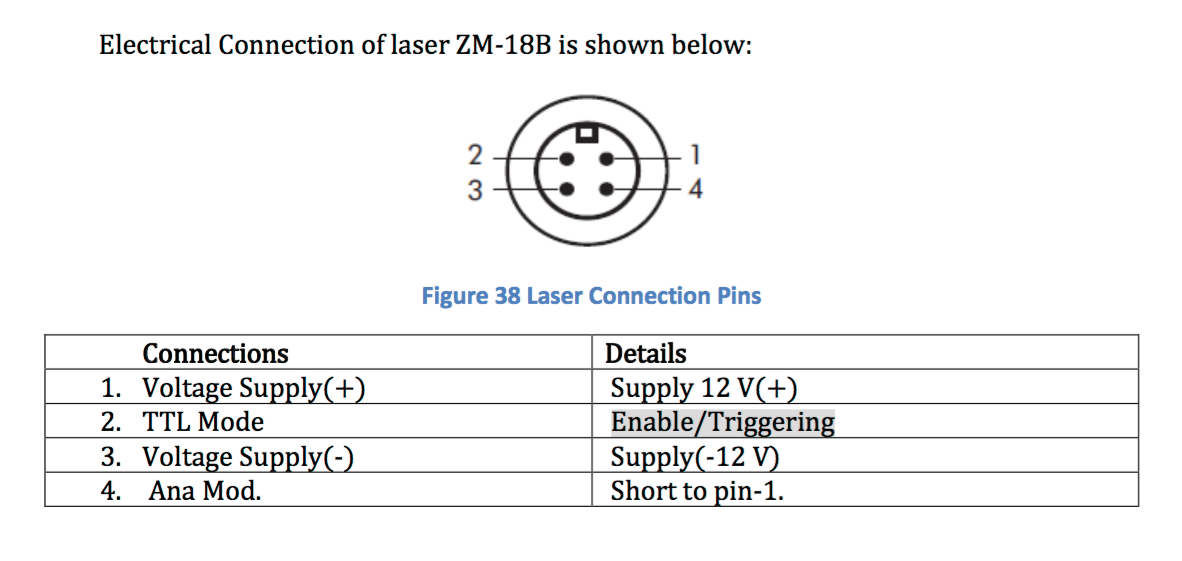 Electrical Connection of laser ZM-18B is shown below:
2 1
3 4
Figure 38 Laser Connection Pins
Connections Details
1. Voltage Supply(+) Supply 12 V(+)
2. TTL Mode Enable/Triggering
3. Voltage Supply(-) Supply(-12 V)
4. Ana Mod. Short to pin-1.